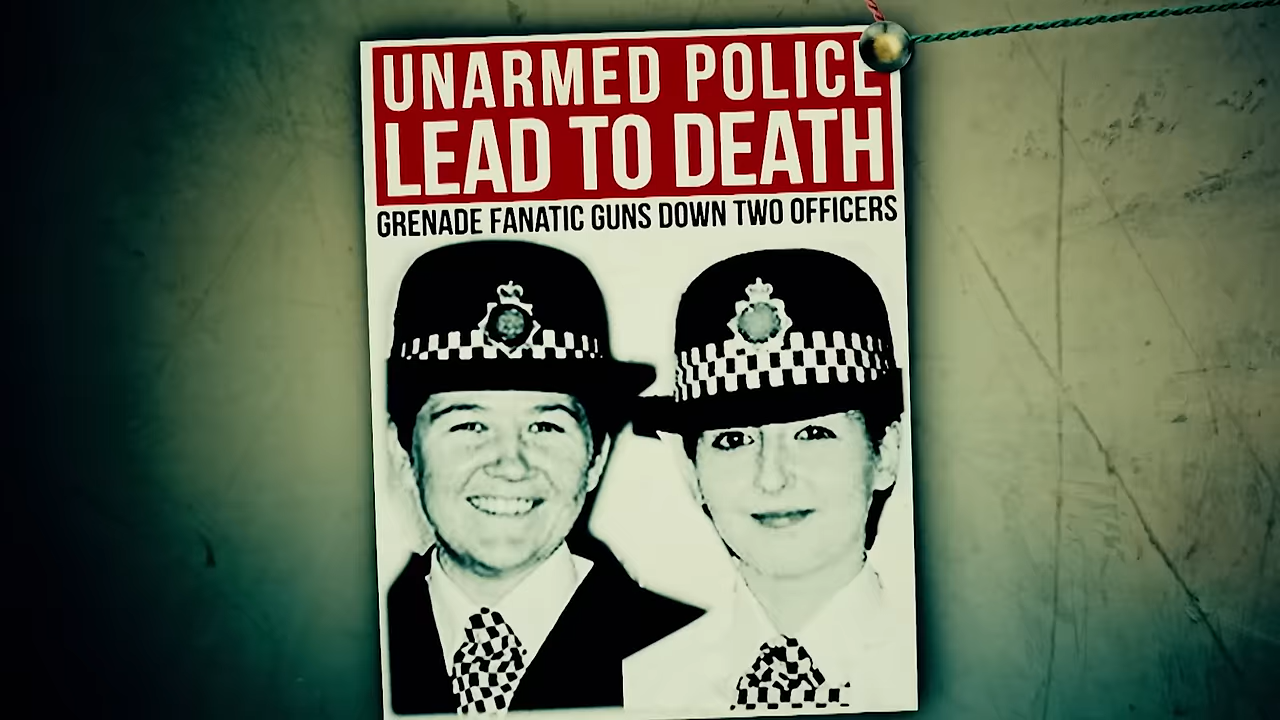 UNARMED POLICE
LEAD TO DEATH
GRENADE FANATIC GUNS DOWN TWO OFFICERS